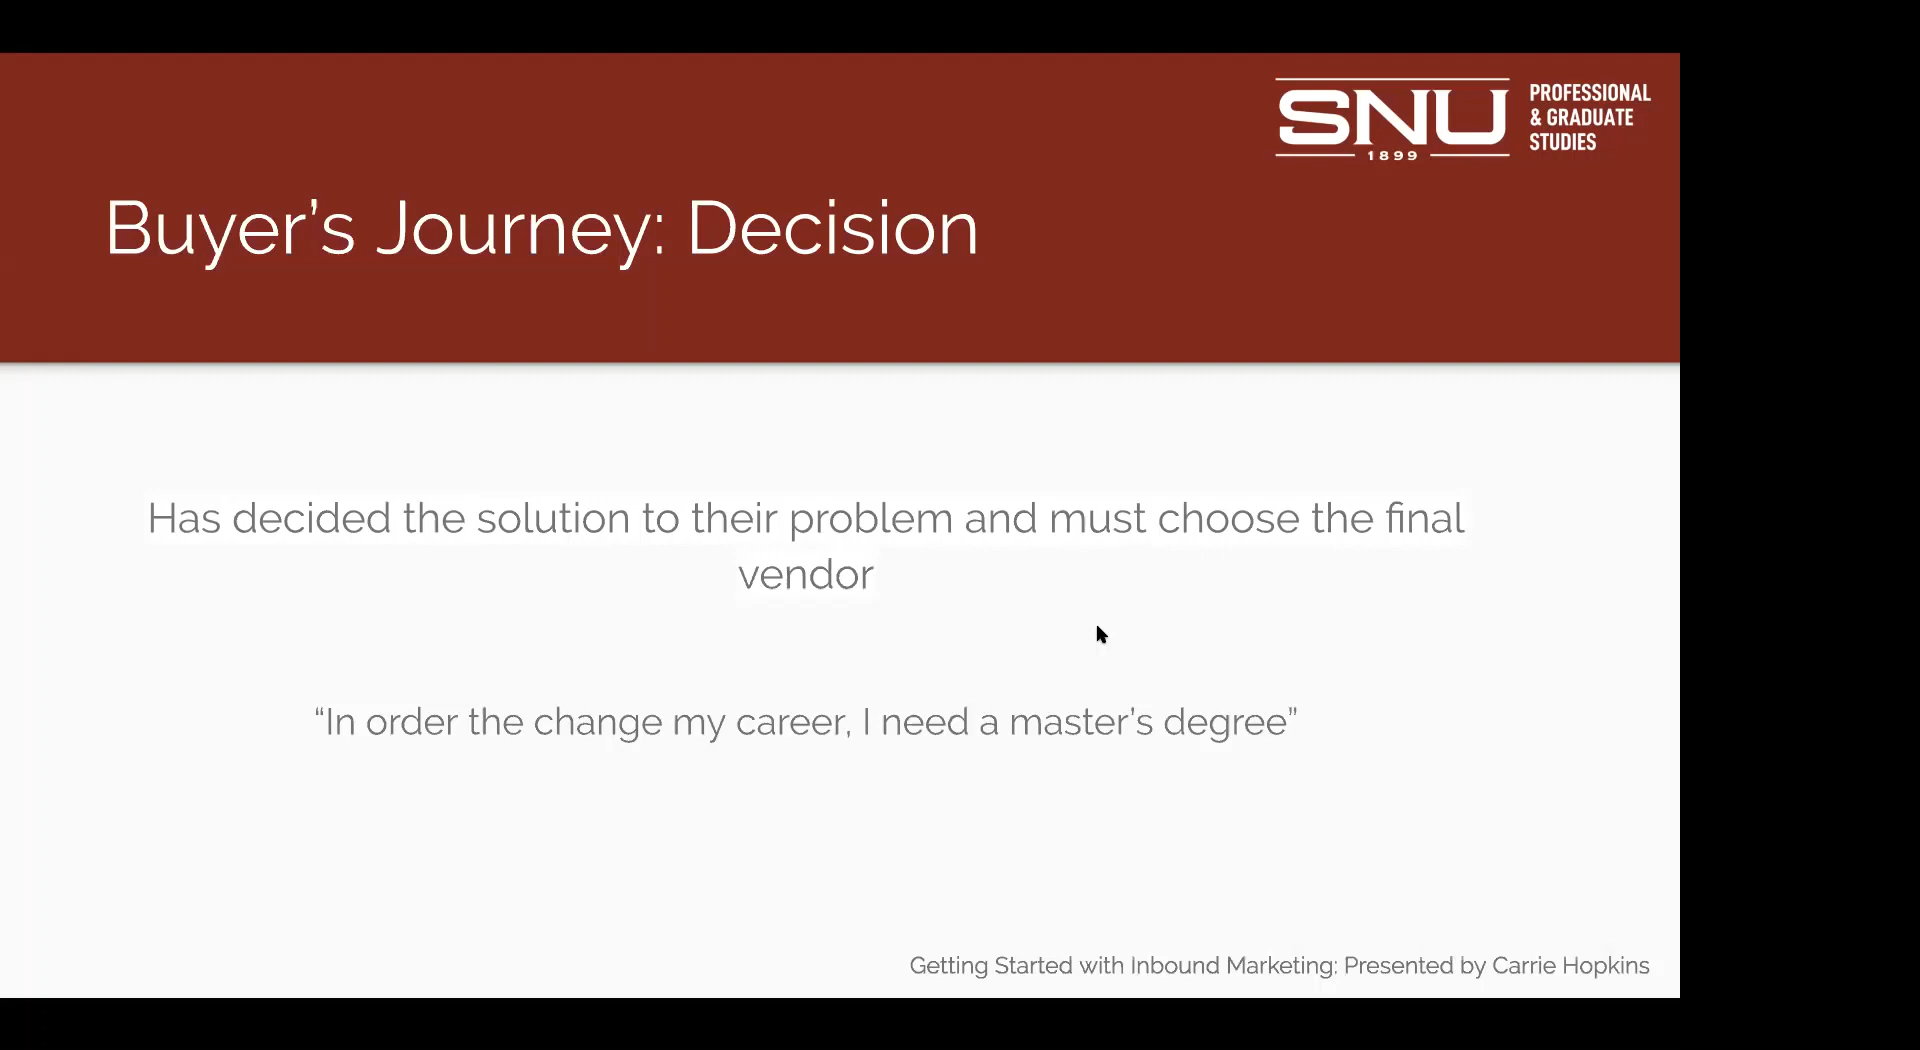 SNU
1899
PROFESSIONAL
& GRADUATE
STUDIES
Buyer’s Journey: Decision
Has decided the solution to their problem and must choose the final
vendor
“In order the change my career, I need a master’s degree”
Getting Started with Inbound Marketing: Presented by Carrie Hopkins